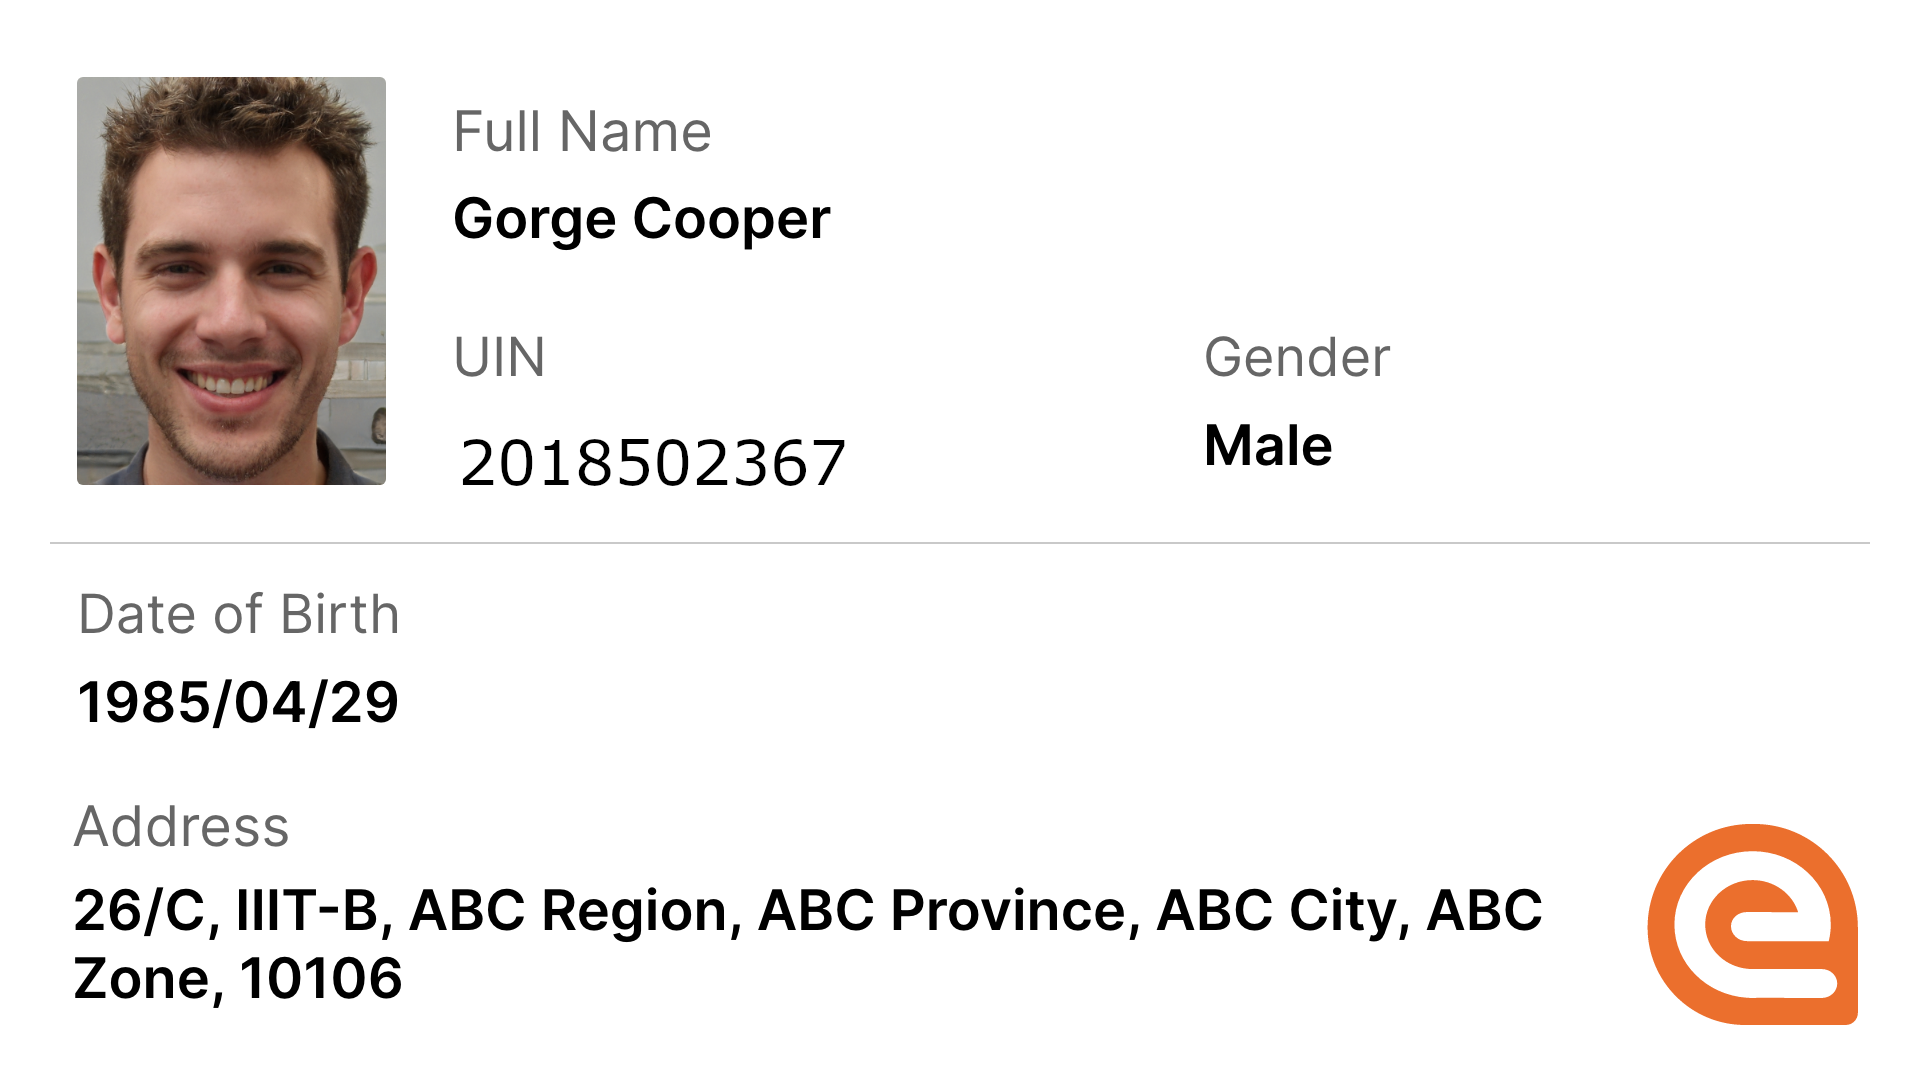 Full Name
Gorge Cooper
UIN
2018502367
Gender
Male
Date of Birth
1985/04/29
Address
26/C, IIIT-B, ABC Region, ABC Province, ABC City, ABC
Zone, 10106